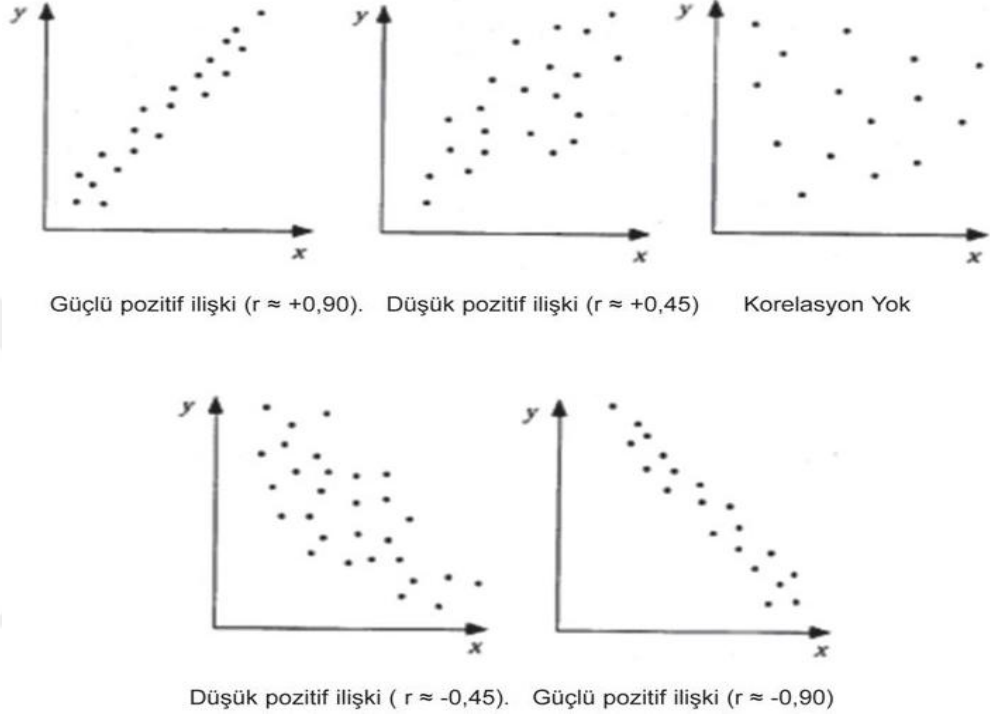 y y y
x x x
Güçlü pozitif ilişki (r ≈ +0,90). Düşük pozitif ilişki (r ≈ +0,45) Korelasyon Yok
y y
x x
Düşük pozitif ilişki ( r ≈ -0,45). Güçlü pozitif ilişki (r ≈ -0,90)